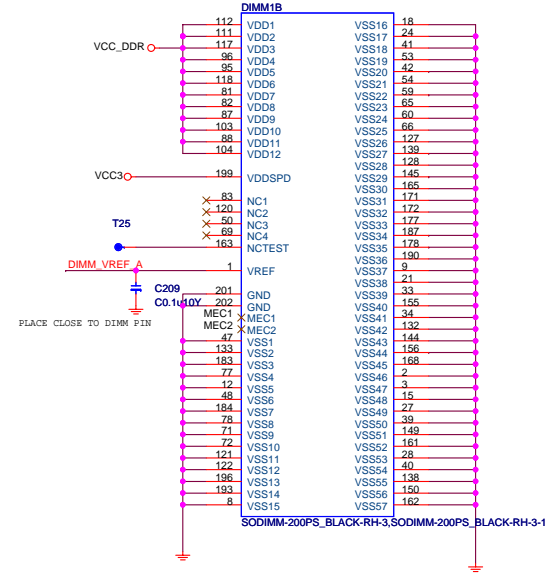 DIMM1B
112 VDD1 VSS16 18
111 VDD2 VSS17 24
VCC_DDR 117 VDD3 VSS18 41
96 VDD4 VSS19 53
95 VDD5 VSS20 42
118 VDD6 VSS21 54
81 VDD7 VSS22 59
82 VDD8 VSS23 65
87 VDD9 VSS24 60
103 VDD10 VSS25 66
88 VDD11 VSS26 127
104 VDD12 VSS27 139
VSS28 128
VCC3 199 VDDSPD VSS29 145
VSS30 165
83 NC1 VSS31 171
120 NC2 VSS32 172
50 NC3 VSS33 177
69 NC4 VSS34 187
T25 163 NCTEST VSS35 178
VSS36 190
DIMM_VREF_A 1 VREF VSS37 9
VSS38 21
C209 201 GND VSS39 33
C0.1u10Y 202 GND VSS40 155
MEC1 MEC1 VSS41 34
PLACE CLOSE TO DIMM PIN MEC2 MEC2 VSS42 132
47 VSS1 VSS43 144
133 VSS2 VSS44 156
183 VSS3 VSS45 168
77 VSS4 VSS46 2
12 VSS5 VSS47 3
48 VSS6 VSS48 15
184 VSS7 VSS49 27
78 VSS8 VSS50 39
71 VSS9 VSS51 149
72 VSS10 VSS52 161
121 VSS11 VSS53 28
122 VSS12 VSS54 40
196 VSS13 VSS55 138
193 VSS14 VSS56 150
8 VSS15 VSS57 162
SODIMM-200PS_BLACK-RH-3,SODIMM-200PS_BLACK-RH-3-1